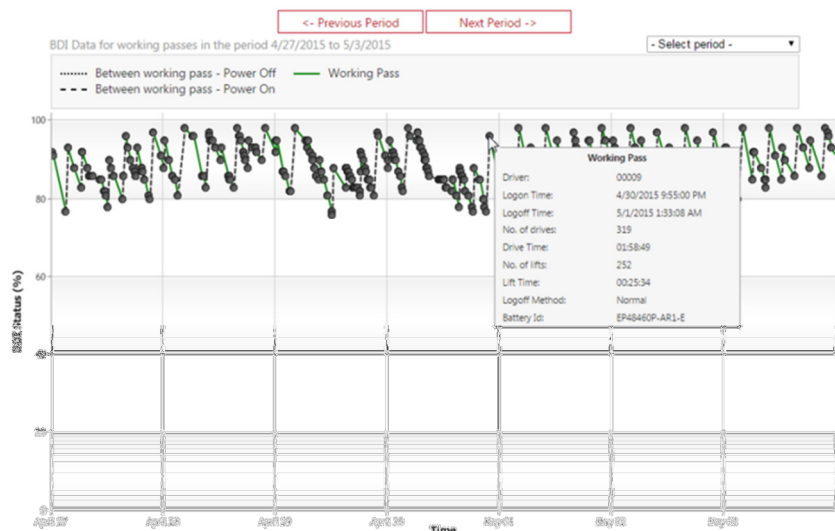 <- Previous Period
Next Period ->
BDI Data for working passes in the period 4/27/2015 to 5/3/2015
- Select period -
Between working pass - Power Off
Working Pass
Between working pass - Power On
100
80
60
BDI Status (%)
Working Pass
Driver: 00009
Logon Time: 4/30/2015 9:55:00 PM
Logoff Time: 5/1/2015 1:33:08 AM
No. of drives: 319
Drive Time: 01:58:49
No. of lifts: 252
Lift Time: 00:25:34
Logoff Method: Normal
Battery Id: EP48460P-AR1-E
Time